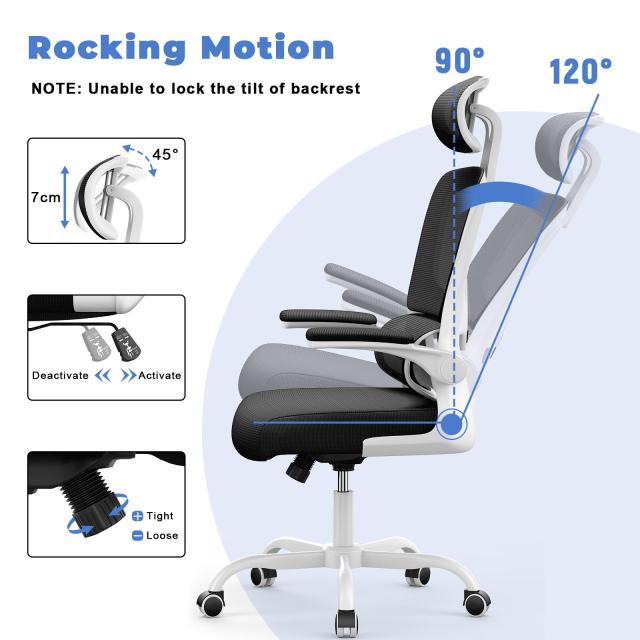 Rocking Motion
NOTE: Unable to lock the tilt of backrest
90°
120°
45°
7cm
Deactivate
Activate
Tight
Loose